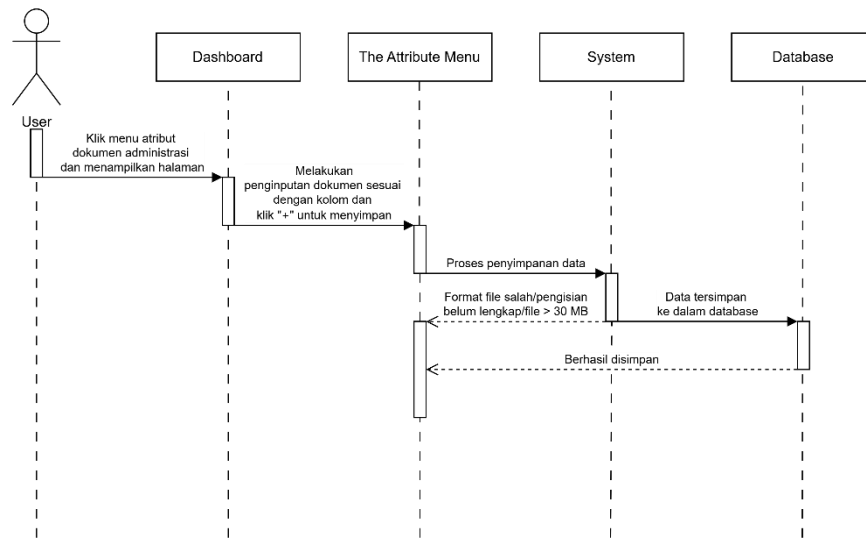 Dashboard
The Attribute Menu
System
Database
User
Klik menu atribut
dokumen administrasi
dan menampilkan halaman
Melakukan
penginputan dokumen sesuai
dengan kolom dan
klik "+" untuk menyimpan
Proses penyimpanan data
Format file salah/pengisian
belum lengkap/file > 30 MB
Data tersimpan
ke dalam database
Berhasil disimpan